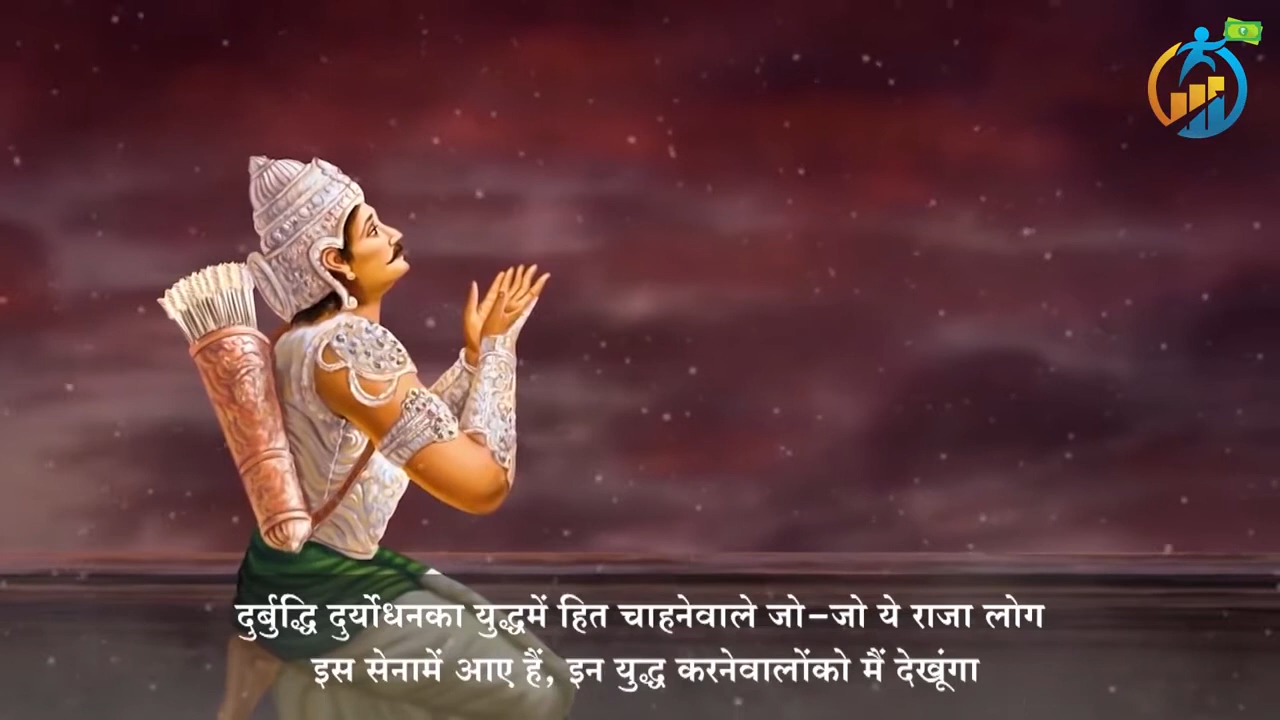 दुर्बुद्धि दुर्योधनका युद्धमें हित चाहनेवाले जो-जो ये राजा लोग
इस सेनामें आए हैं, इन युद्ध करनेवालोंको मैं देखूंगा